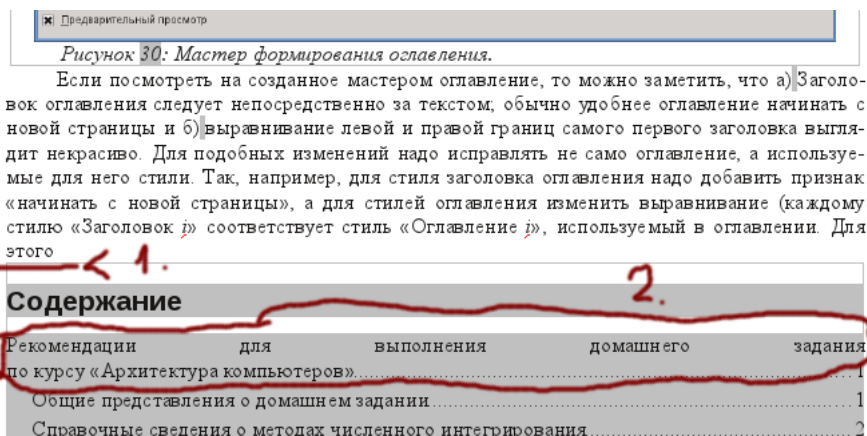 Предварительный просмотр
Рисунок 30: Мастер формирования оглавления.
Если посмотреть на созданное мастером оглавление, то можно заметить, что а) Заголо-
вок оглавления следует непосредственно за текстом; обычно удобнее оглавление начинать с
новой страницы и б) выравнивание левой и правой границ самого первого заголовка выгля-
дит некрасиво. Для подобных изменений надо исправлять не само оглавление, а используе-
мые для него стили. Так, например, для стиля заголовка оглавления надо добавить признак
«начинать с новой страницы», а для стилей оглавления изменить выравнивание (каждому
стилю «Заголовок i» соответствует стиль «Оглавление i», используемый в оглавлении. Для
этого
1.
2.
Содержание
Рекомендации для выполнения домашнего задания
по курсу «Архитектура компьютеров»....1
Общие представления о домашнем задании....1
Справочные сведения о методах численного интегрирования....2